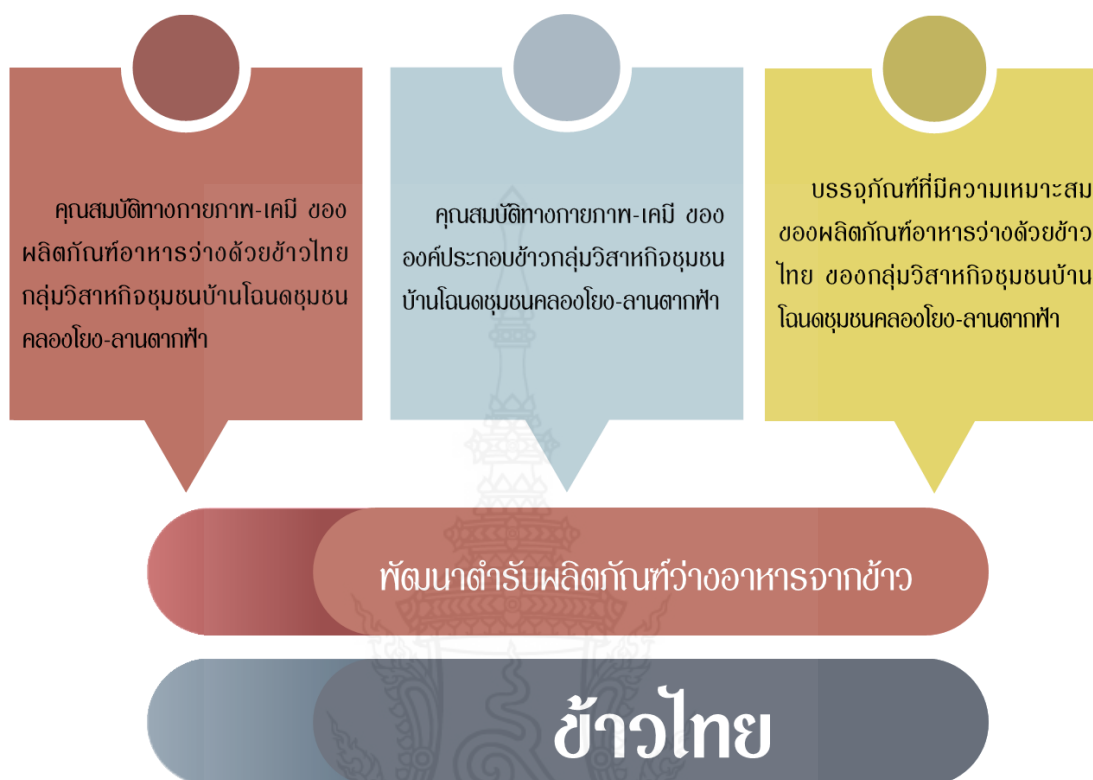 คุณสมบัติทางกายภาพ-เคมี ของ
ผลิตภัณฑ์อาหารว่างด้วยข้าวไทย
กลุ่มวิสาหกิจชุมชนบ้านโฉนดชุมชน
คลองโยง-ลานตากฟ้า
คุณสมบัติทางกายภาพ-เคมี ของ
องค์ประกอบข้าวกลุ่มวิสาหกิจชุมชน
บ้านโฉนดชุมชนคลองโยง-ลานตากฟ้า
บรรจุภัณฑ์ที่มีความเหมาะสม
ของผลิตภัณฑ์อาหารว่างด้วยข้าว
ไทย ของกลุ่มวิสาหกิจชุมชนบ้าน
โฉนดชุมชนคลองโยง-ลานตากฟ้า
พัฒนาตำรับผลิตภัณฑ์ว่างอาหารจากข้าว
ข้าวไทย